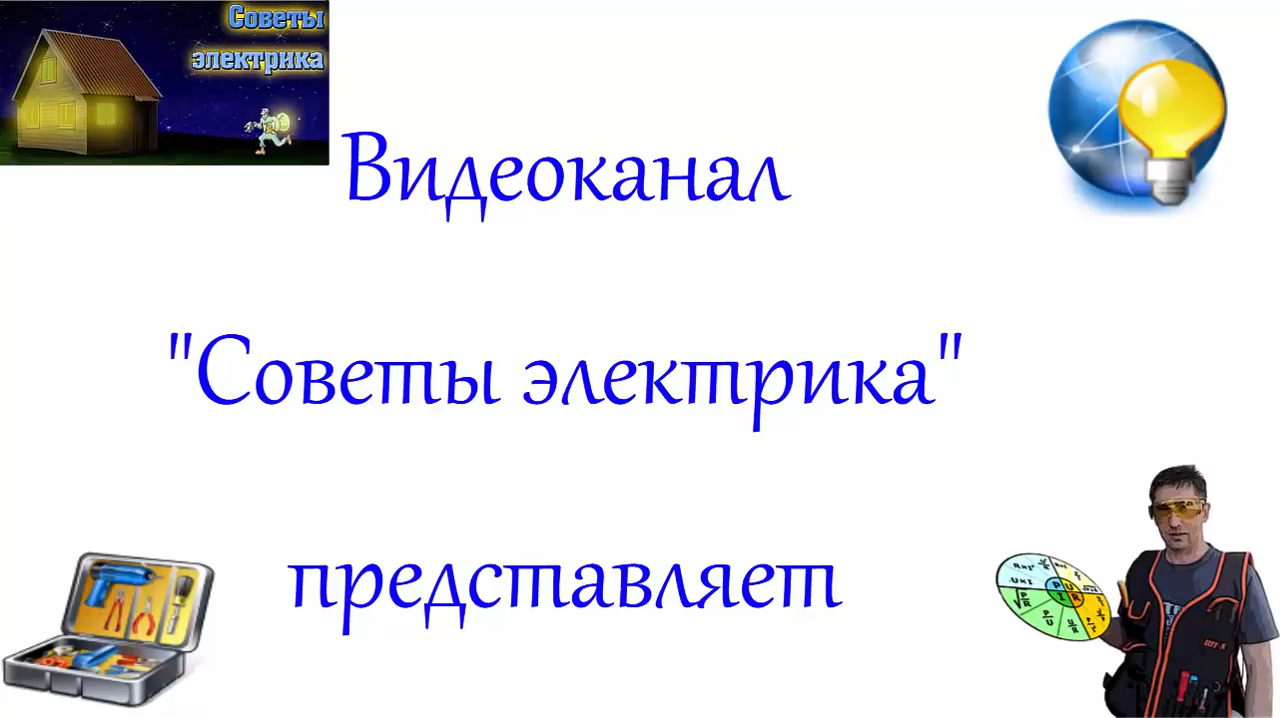 Советы
электрика
Видеоканал
"Советы электрика"
представляет